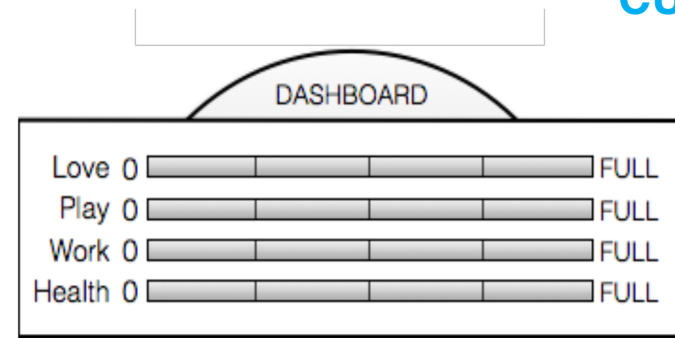 DASHBOARD
Love 0 FULL
Play 0 FULL
Work 0 FULL
Health 0 FULL